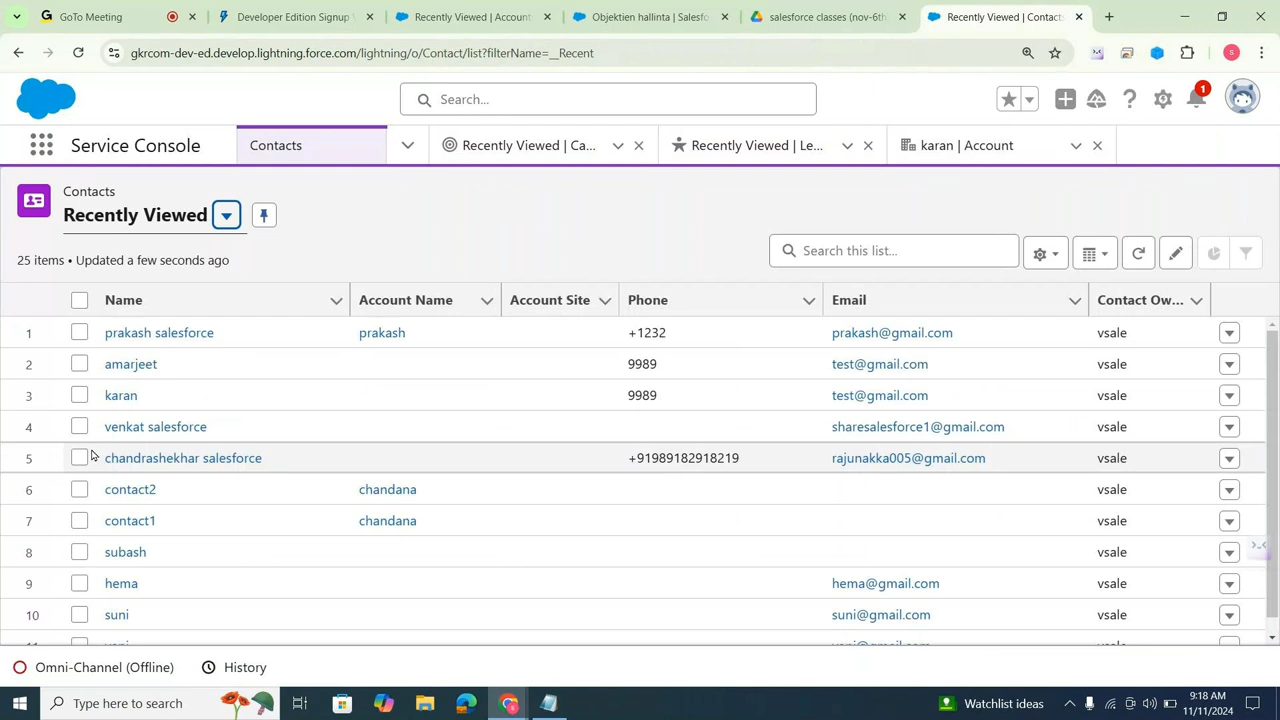 GoTo Meeting
Developer Edition Signup
Recently Viewed | Account
Objektien hallinta | Salesfo
salesforce classes (nov-6th
Recently Viewed | Contac
gkrcom-dev-ed.develop.lightning.force.com/lightning/o/Contact/list?filterName=__Recent
S
Search...
1
Service Console
Contacts
Recently Viewed | Ca...
Recently Viewed | Le...
karan | Account
Contacts
Recently Viewed
25 items • Updated a few seconds ago
Search this list...
Name Account Name Account Site Phone Email Contact Ow...
1 prakash salesforce prakash +1232 prakash@gmail.com vsale
2 amarjeet 9989 test@gmail.com vsale
3 karan 9989 test@gmail.com vsale
4 venkat salesforce sharesalesforce1@gmail.com vsale
5 chandrashekhar salesforce +91989182918219 rajunakka005@gmail.com vsale
6 contact2 chandana vsale
7 contact1 chandana vsale
8 subash vsale
9 hema hema@gmail.com vsale
10 suni suni@gmail.com vsale
Omni-Channel (Offline) History
Type here to search
Watchlist ideas
9:18 AM
11/11/2024